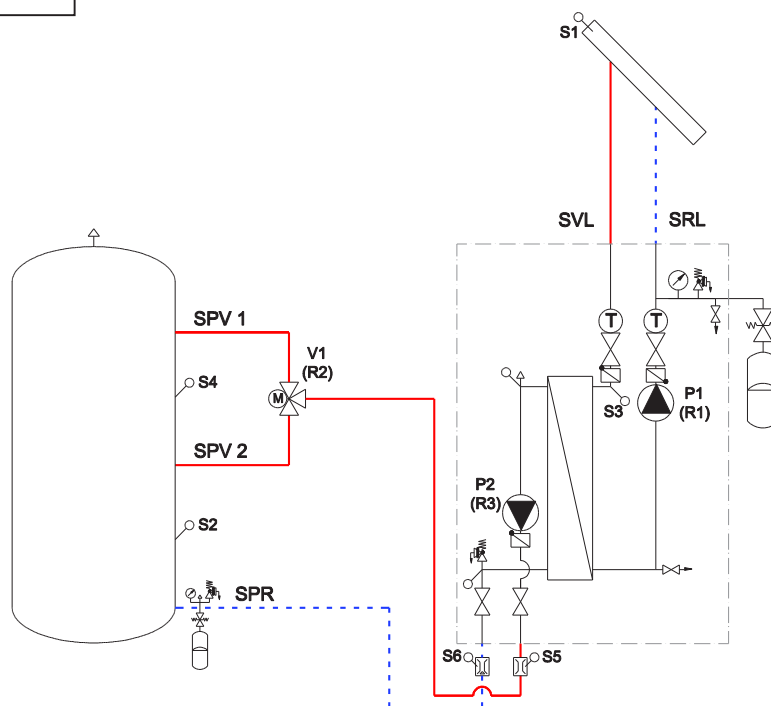 S1
SVL
SRL
SPV 1
V1
(R2)
S4
M
T
T
S3
P1
(R1)
SPV 2
P2
(R3)
S2
SPR
S6
S5